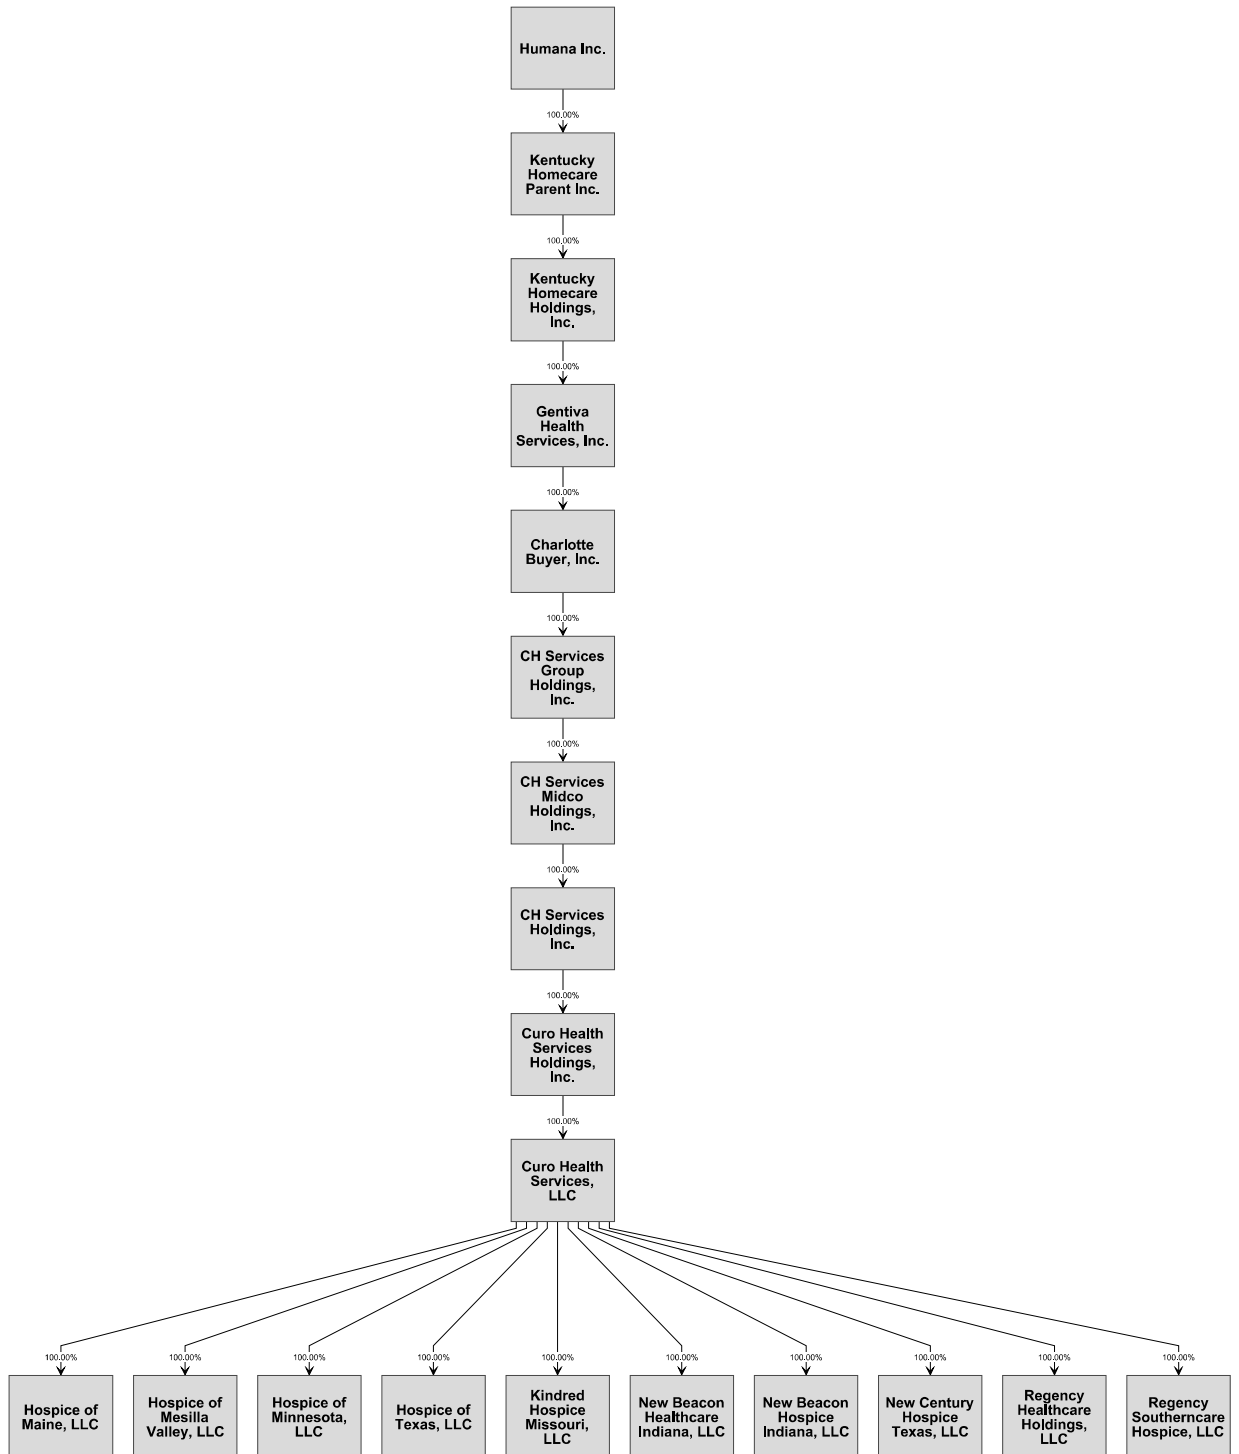 Humana Inc.
100.00%
Kentucky
Homecare
Parent Inc.
100.00%
Kentucky
Homecare
Holdings,
Inc.
100.00%
Gentiva
Health
Services, Inc.
100.00%
Charlotte
Buyer, Inc.
100.00%
CH Services
Group
Holdings,
Inc.
100.00%
CH Services
Midco
Holdings,
Inc.
100.00%
CH Services
Holdings,
Inc.
100.00%
Curo Health
Services
Holdings,
Inc.
100.00%
Curo Health
Services,
LLC
100.00%
Hospice of
Maine, LLC
100.00%
Hospice of
Mesilla
Valley, LLC
100.00%
Hospice of
Minnesota,
LLC
100.00%
Hospice of
Texas, LLC
100.00%
Kindred
Hospice
Missouri,
LLC
100.00%
New Beacon
Healthcare
Indiana, LLC
100.00%
New Beacon
Hospice
Indiana, LLC
100.00%
New Century
Hospice
Texas, LLC
100.00%
Regency
Healthcare
Holdings,
LLC
100.00%
Regency
Southerncare
Hospice, LLC